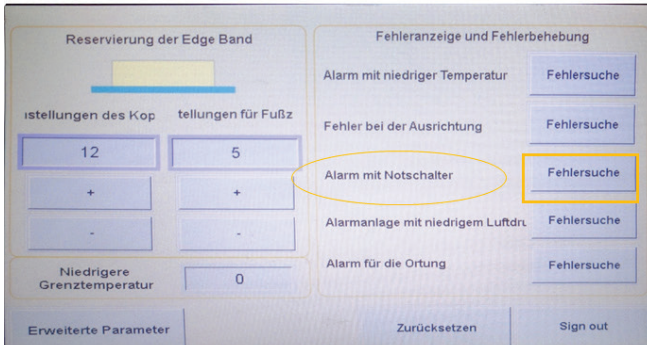 Reservierung der Edge Band
ıstellungen des Kop
tellungen für Fußz
12
5
+
+
-
-
Niedrigere
Grenztemperatur
0
Erweiterte Parameter
Fehleranzeige und Fehlerbehebung
Alarm mit niedriger Temperatur
Fehlersuche
Fehler bei der Ausrichtung
Fehlersuche
Alarm mit Notschalter
Fehlersuche
Alarmanlage mit niedrigem Luftdru
Fehlersuche
Alarm für die Ortung
Fehlersuche
Zurücksetzen
Sign out